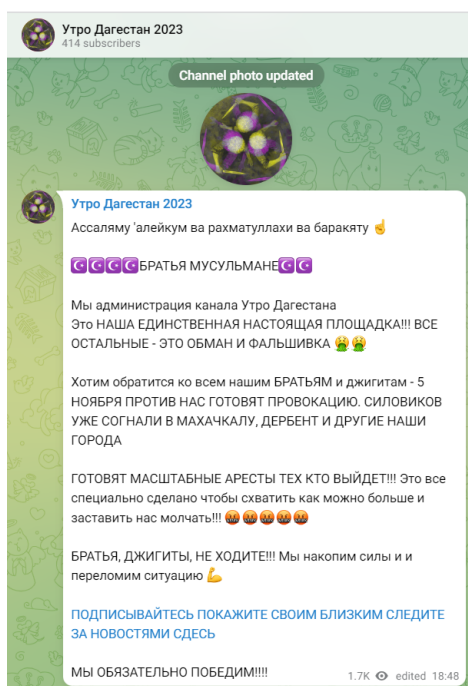 Утро Дагестан 2023
414 subscribers
Channel photo updated
Утро Дагестан 2023
Ассаляму 'алейкум ва рахматуллахи ва баракяту ☝
☪☪☪☪БРАТЬЯ МУСУЛЬМАНЕ☪☪
Мы администрация канала Утро Дагестана
Это НАША ЕДИНСТВЕННАЯ НАСТОЯЩАЯ ПЛОЩАДКА!!! ВСЕ
ОСТАЛЬНЫЕ - ЭТО ОБМАН И ФАЛЬШИВКА 🤮🤮
Хотим обратится ко всем нашим БРАТЬЯМ и джигитам - 5
НОЯБРЯ ПРОТИВ НАС ГОТОВЯТ ПРОВОКАЦИЮ. СИЛОВИКОВ
УЖЕ СОГНАЛИ В МАХАЧКАЛУ, ДЕРБЕНТ И ДРУГИЕ НАШИ
ГОРОДА
ГОТОВЯТ МАСШТАБНЫЕ АРЕСТЫ ТЕХ КТО ВЫЙДЕТ!!! Это все
специально сделано чтобы схватить как можно больше и
заставить нас молчать!!! 🤬🤬🤬🤬🤬
БРАТЬЯ, ДЖИГИТЫ, НЕ ХОДИТЕ!!! Мы накопим силы и и
переломим ситуацию 💪
ПОДПИСЫВАЙТЕСЬ ПОКАЖИТЕ СВОИМ БЛИЗКИМ СЛЕДИТЕ
ЗА НОВОСТЯМИ СДЕСЬ
МЫ ОБЯЗАТЕЛЬНО ПОБЕДИМ!!!!
1.7K edited 18:48